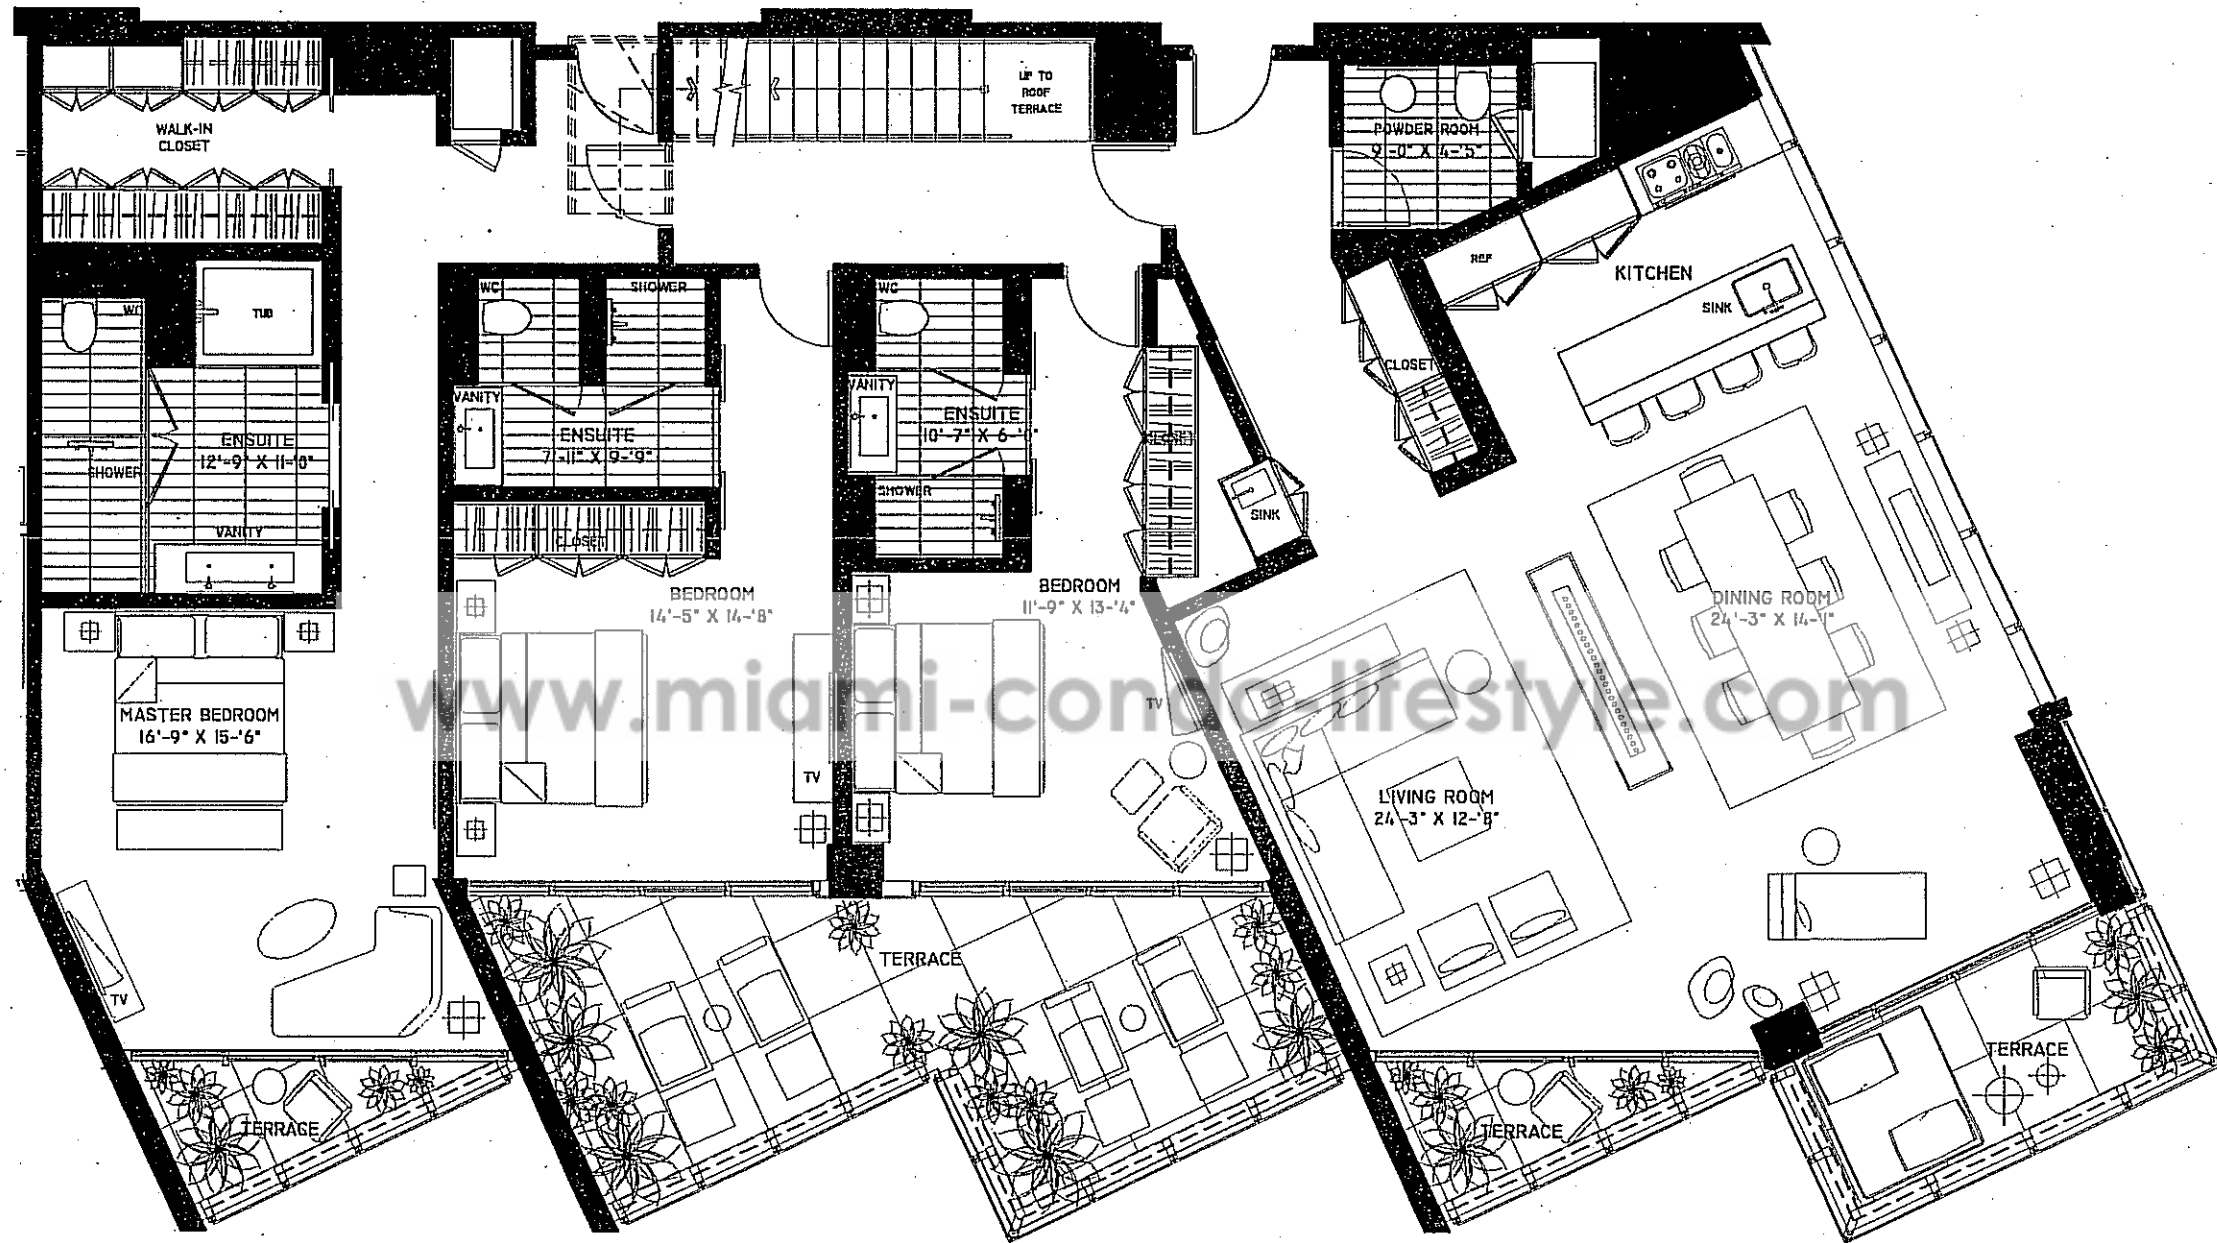 UP TO
ROOF
TERRACE
WALK-IN
CLOSET
POWDER ROOM
9'-0" X 4-'5"
REF
KITCHEN
SINK
WC
TUB
WC
SHOWER
WC
CLOSET
VANITY
VANITY
ENSUITE
ENSUITE
7'-11" X 9-'9"
ENSUITE
12'-9" X 11-'0"
SHOWER
SHOWER
SINK
VANITY
CLOSET
BEDROOM
14'-5" X 14-'8"
BEDROOM
11'-9" X 13-'4"
DINING ROOM
24'-3" X 14-'1"
www.miami-condo-lifestyle.com
MASTER BEDROOM
16'-9" X 15-'6"
TV
TV
LIVING ROOM
24'-3" X 12-'8"
TERRACE
TV
TERRACE
TERRACE
TERRACE